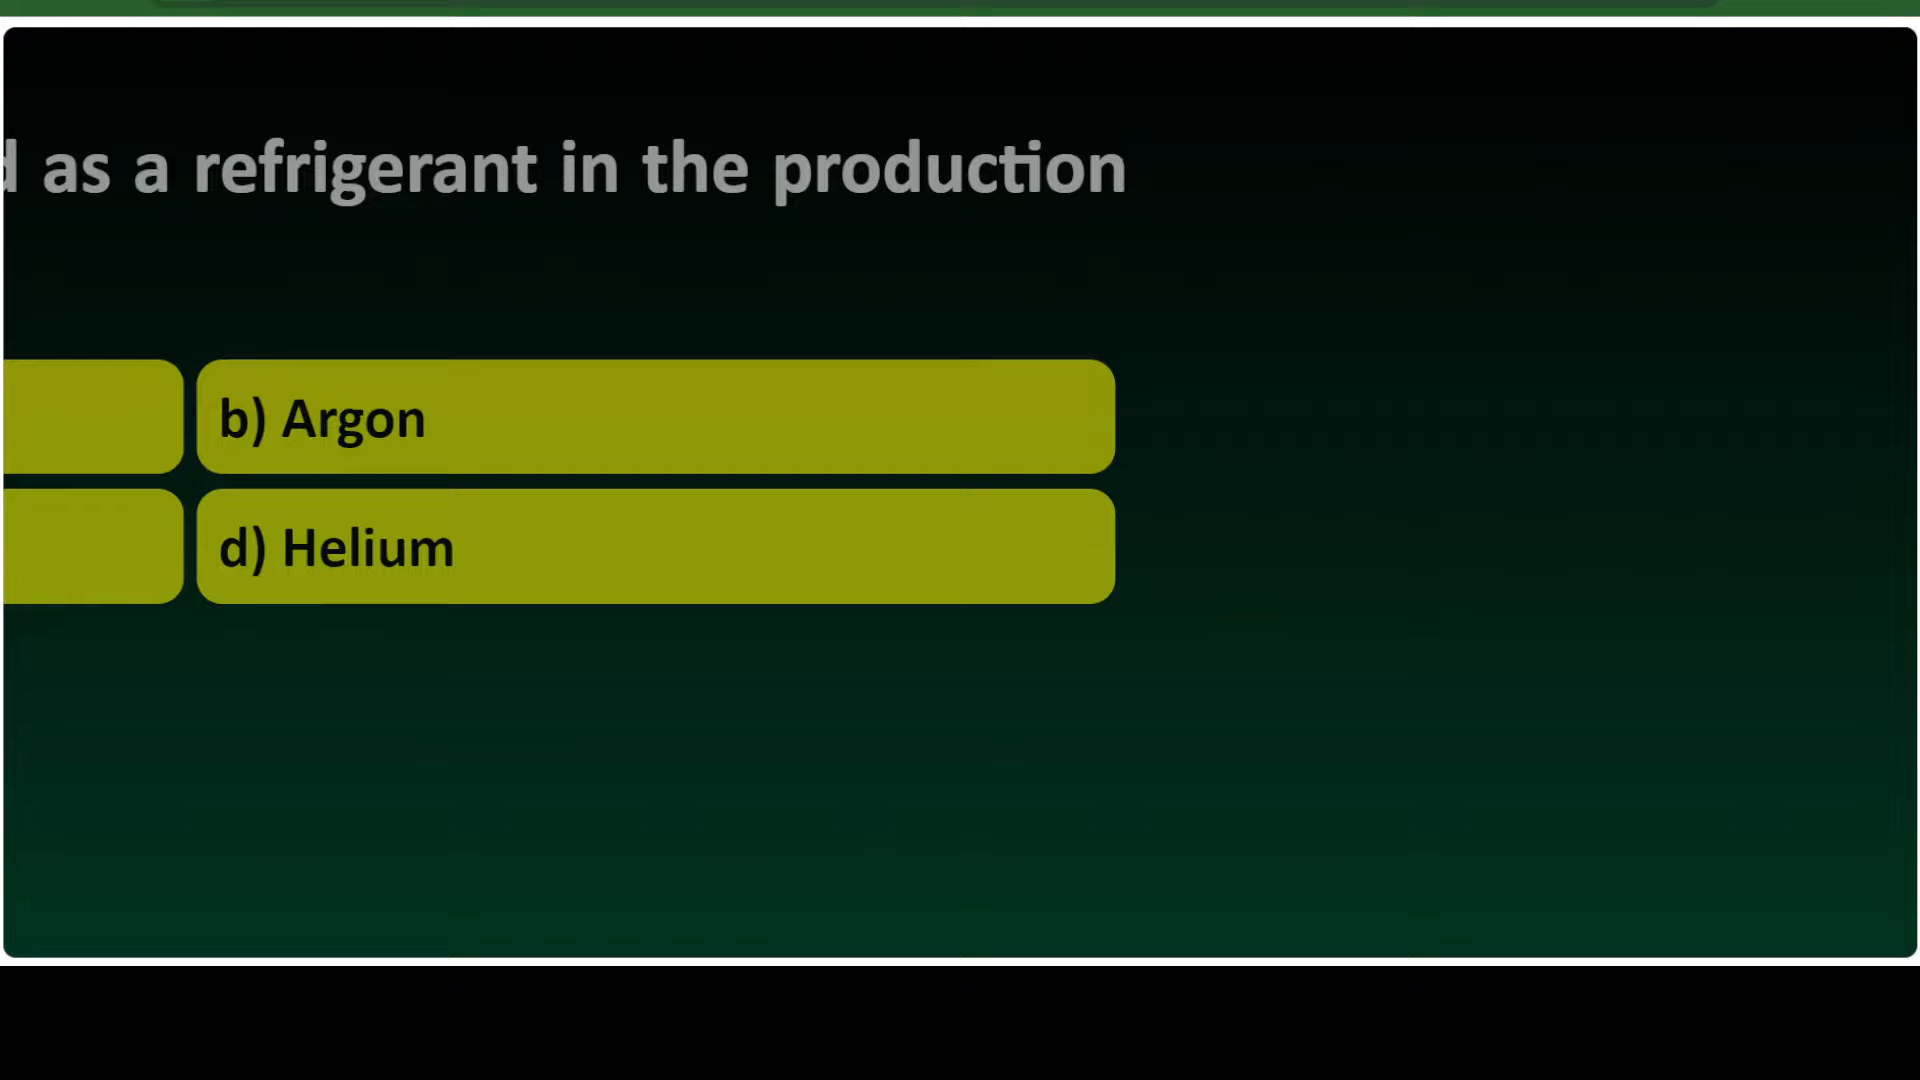 as a refrigerant in the production
b) Argon
d) Helium